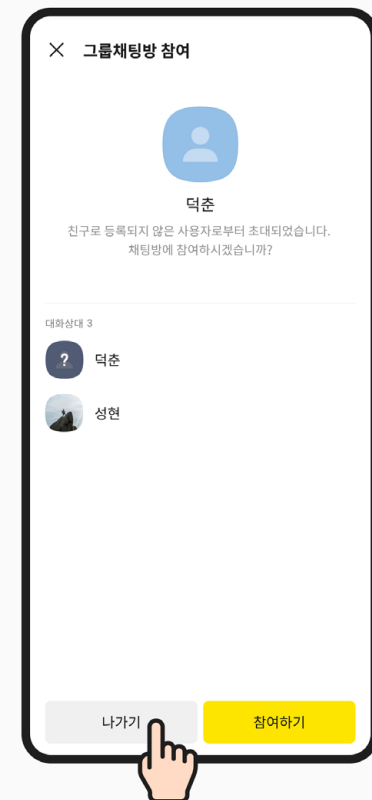 그룹채팅방 참여
덕춘
친구로 등록되지 않은 사용자로부터 초대되었습니다.
채팅방에 참여하시겠습니까?
대화상대 3
?
덕춘
성현
나가기
참여하기